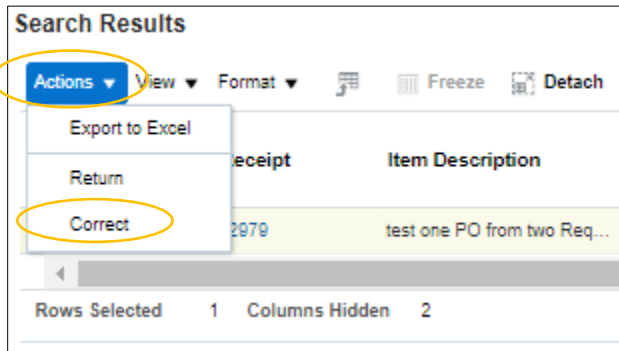 Search Results
Actions View Format Freeze Detach
Export to Excel
eceipt Item Description
Return
Correct
2979 test one PO from two Req...
Rows Selected 1 Columns Hidden 2